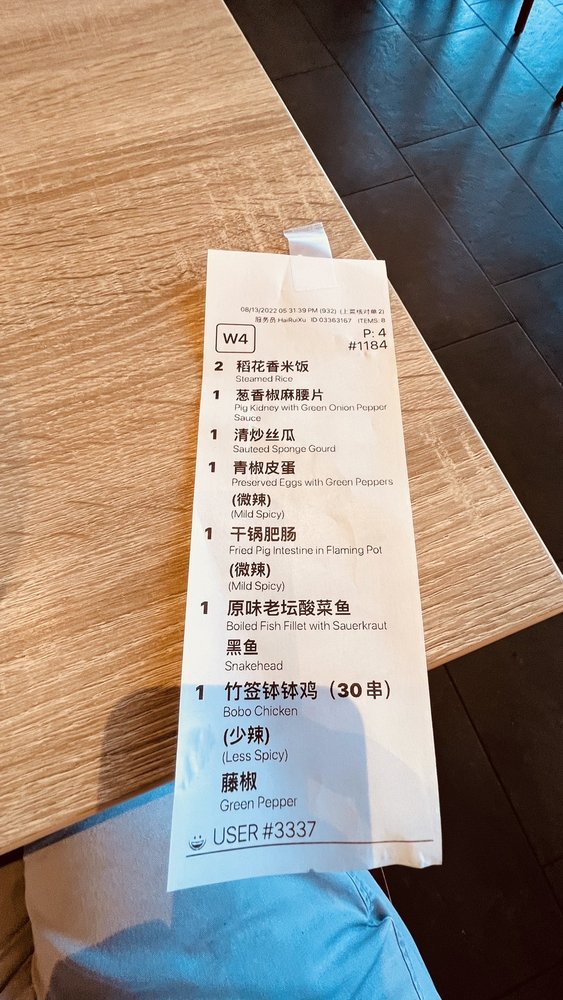 08/13/2022 05:31:39 PM (932) (上菜核对单2)
服务员:HaiRuiXu ID:03363167 ITEMS: 8
W4
P: 4
#1184
2 稻花香米饭
Steamed Rice
1 葱香椒麻腰片
Pig Kidney with Green Onion Pepper
Sauce
1 清炒丝瓜
Sauteed Sponge Gourd
1 青椒皮蛋
Preserved Eggs with Green Peppers
(微辣)
(Mild Spicy)
1 干锅肥肠
Fried Pig Intestine in Flaming Pot
(微辣)
(Mild Spicy)
1 原味老坛酸菜鱼
Boiled Fish Fillet with Sauerkraut
黑鱼
Snakehead
1 竹签钵钵鸡（30串）
Bobo Chicken
(少辣)
(Less Spicy)
藤椒
Green Pepper
USER #3337